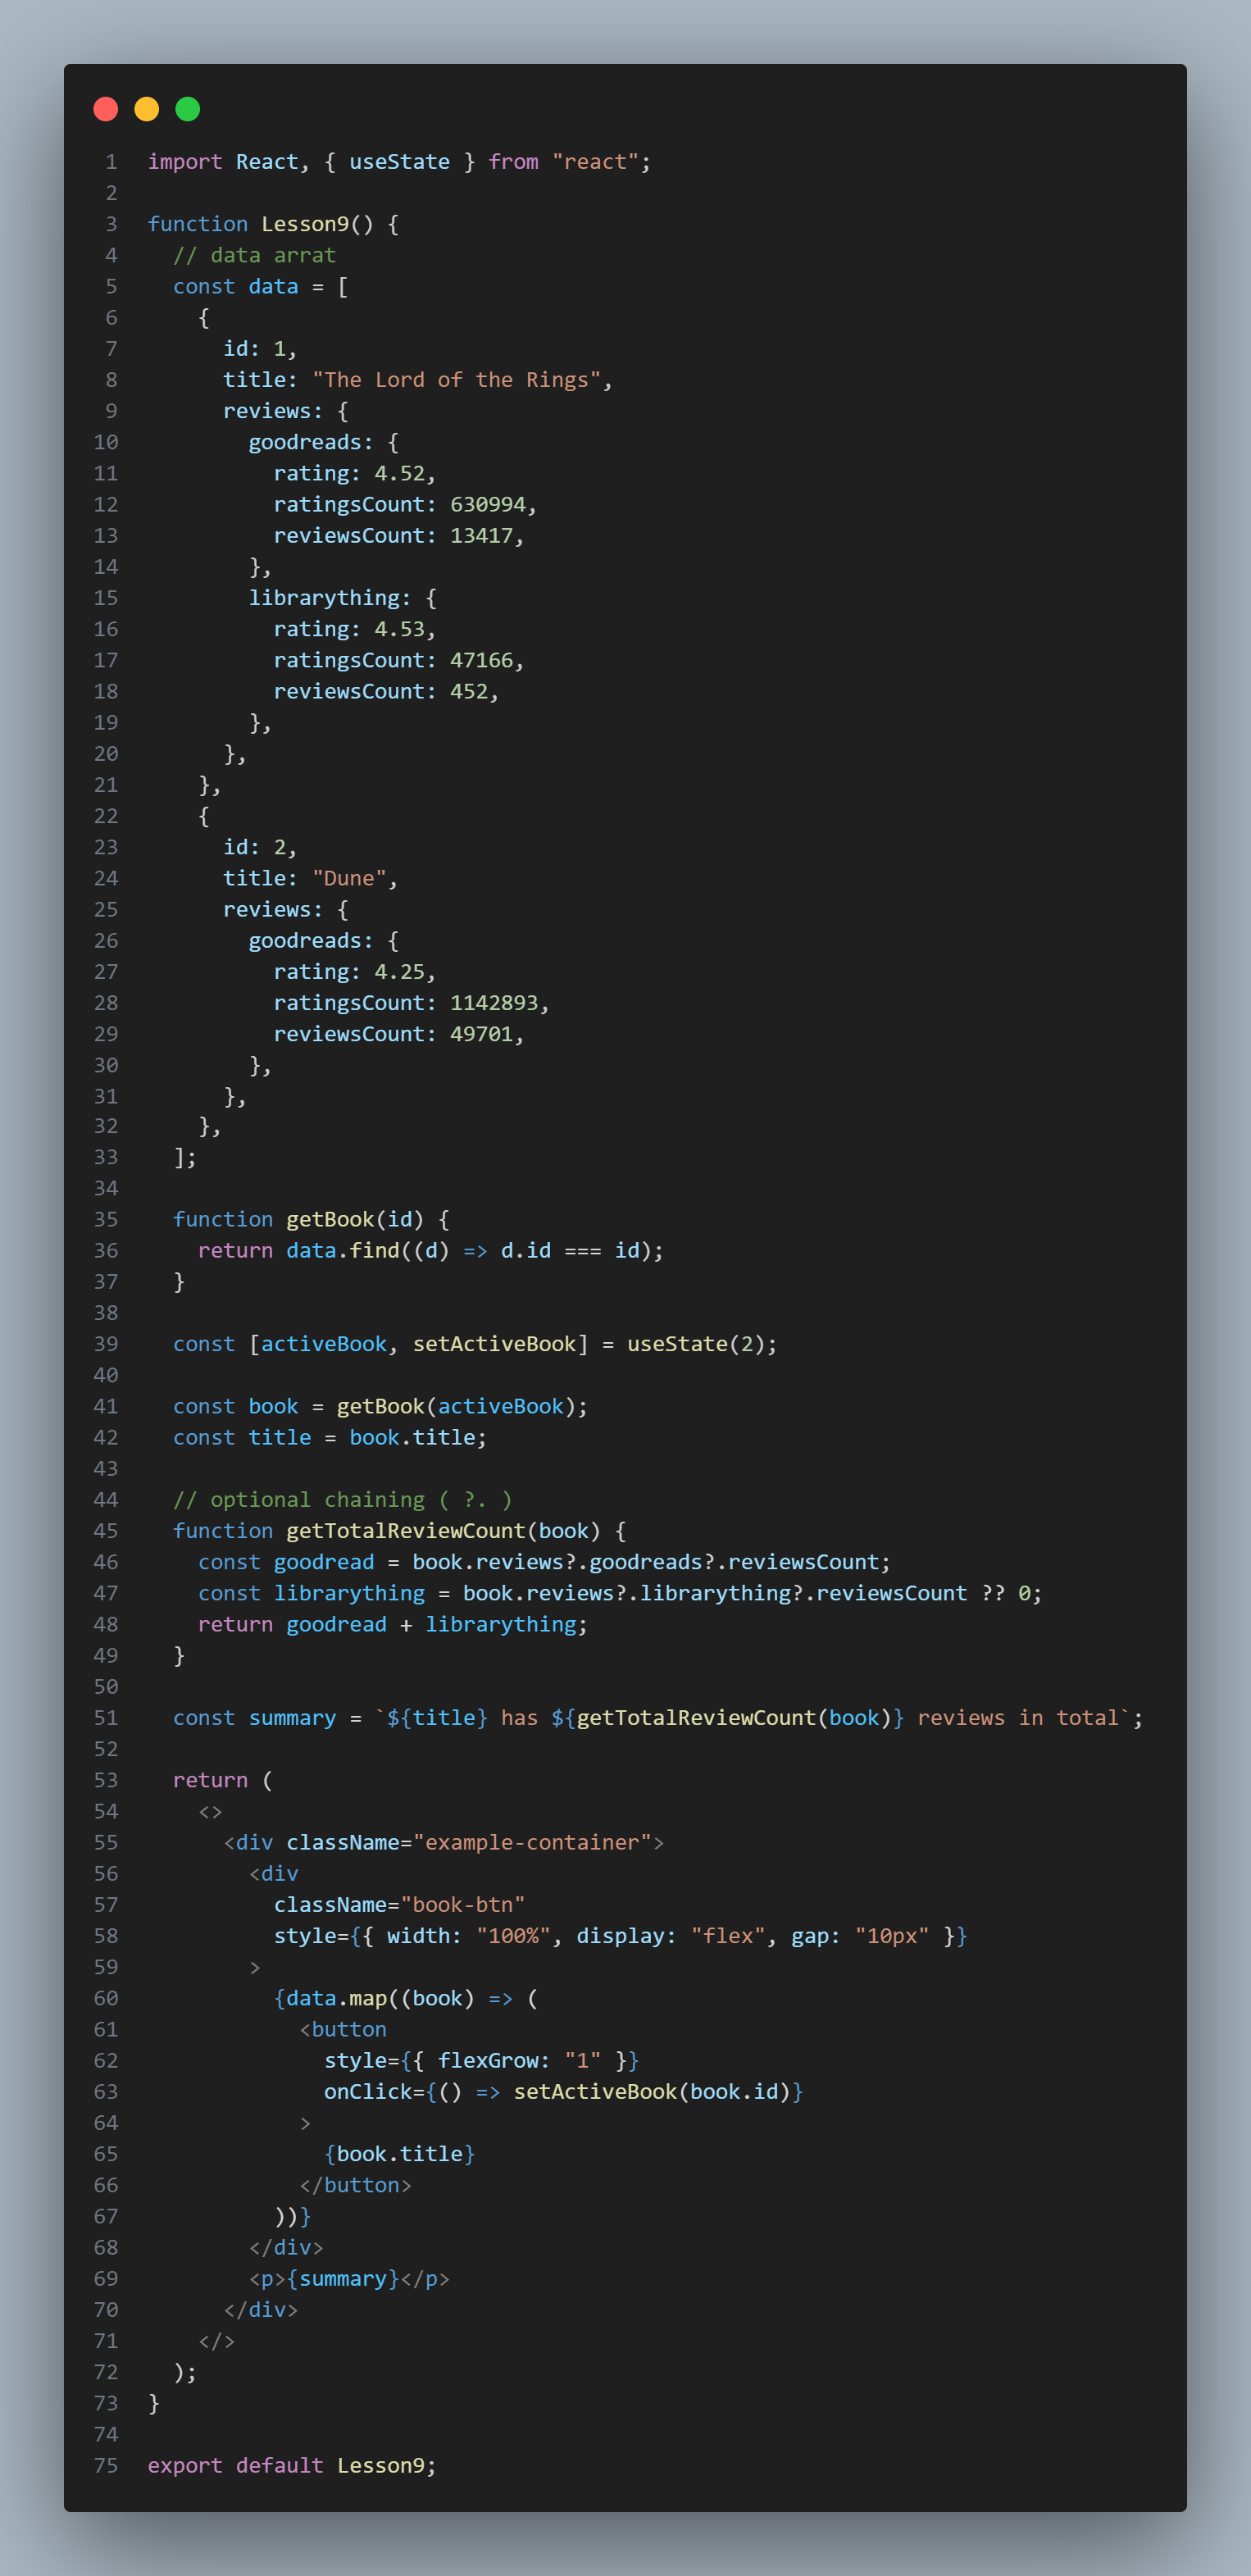 1 import React, { useState } from "react";
2
3 function Lesson9() {
4   // data arrat
5   const data = [
6     {
7       id: 1,
8       title: "The Lord of the Rings",
9       reviews: {
10         goodreads: {
11           rating: 4.52,
12           ratingsCount: 630994,
13           reviewsCount: 13417,
14         },
15         librarything: {
16           rating: 4.53,
17           ratingsCount: 47166,
18           reviewsCount: 452,
19         },
20       },
21     },
22     {
23       id: 2,
24       title: "Dune",
25       reviews: {
26         goodreads: {
27           rating: 4.25,
28           ratingsCount: 1142893,
29           reviewsCount: 49701,
30         },
31       },
32     },
33   ];
34
35   function getBook(id) {
36     return data.find((d) => d.id === id);
37   }
38
39   const [activeBook, setActiveBook] = useState(2);
40
41   const book = getBook(activeBook);
42   const title = book.title;
43
44   // optional chaining ( ?. )
45   function getTotalReviewCount(book) {
46     const goodread = book.reviews?.goodreads?.reviewsCount;
47     const librarything = book.reviews?.librarything?.reviewsCount ?? 0;
48     return goodread + librarything;
49   }
50
51   const summary = `${title} has ${getTotalReviewCount(book)} reviews in total`;
52
53   return (
54     <>
55       <div className="example-container">
56         <div
57           className="book-btn"
58           style={{ width: "100%", display: "flex", gap: "10px" }}
59         >
60           {data.map((book) => (
61             <button
62               style={{ flexGrow: "1" }}
63               onClick={() => setActiveBook(book.id)}
64             >
65               {book.title}
66             </button>
67           ))}
68         </div>
69         <p>{summary}</p>
70       </div>
71     </>
72   );
73 }
74
75 export default Lesson9;